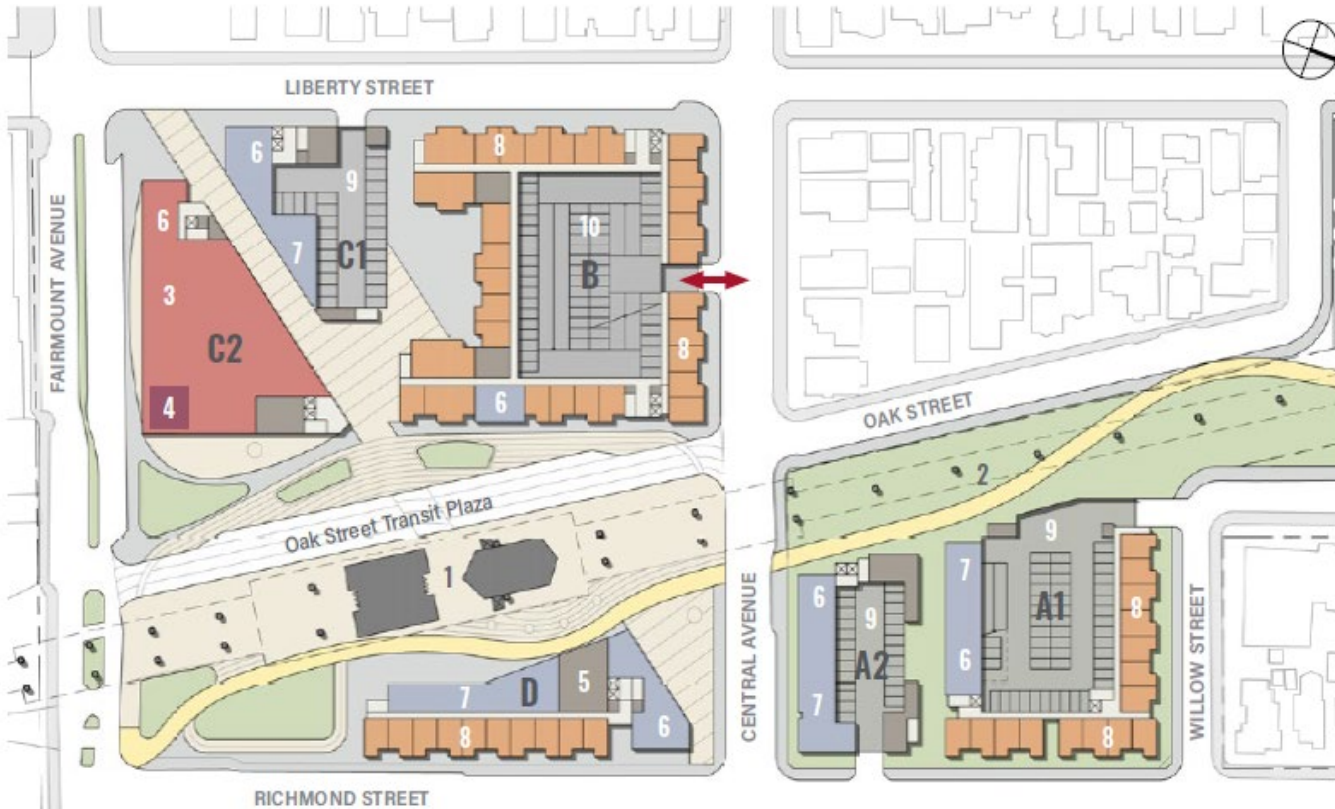 LIBERTY STREET
FAIRMOUNT AVENUE
6
9
8
6
3
7
C1
10
B
C2
8
4
6
OAK STREET
2
Oak Street Transit Plaza
1
9
7
8
6
9
A1
A2
6
7
CENTRAL AVENUE
WILLOW STREET
7
D
5
6
8
8
RICHMOND STREET